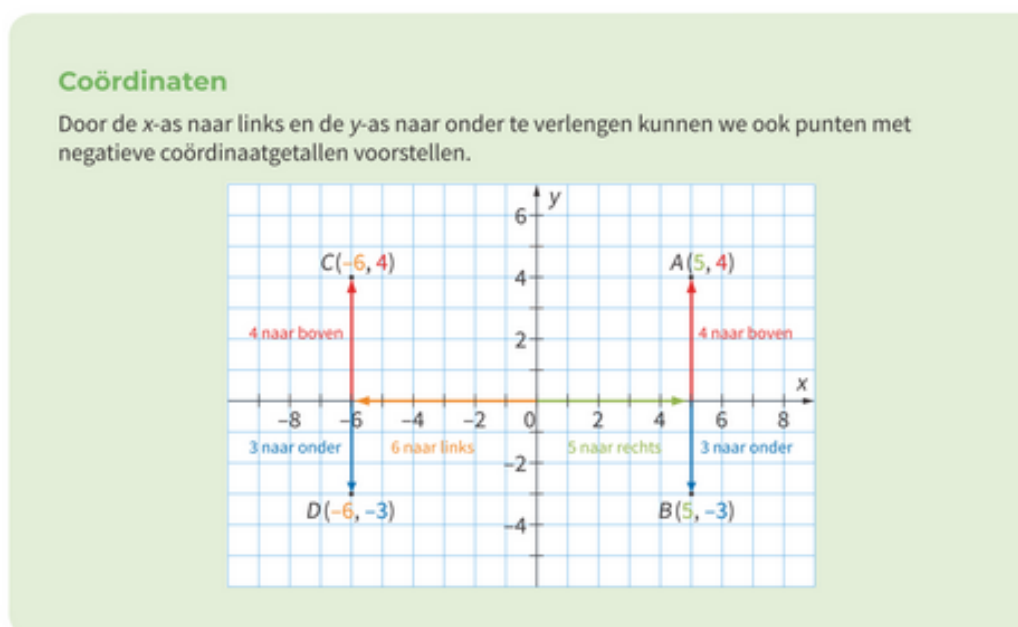 Coördinaten
Door de x-as naar links en de y-as naar onder te verlengen kunnen we ook punten met
negatieve coördinaatgetallen voorstellen.
y
6
C(–6, 4)
A(5, 4)
4
4 naar boven
4 naar boven
2
x
–8 –6 –4 –2 0 2 4 6 8
3 naar onder
6 naar links
5 naar rechts
3 naar onder
–2
D(–6, –3)
B(5, –3)
–4